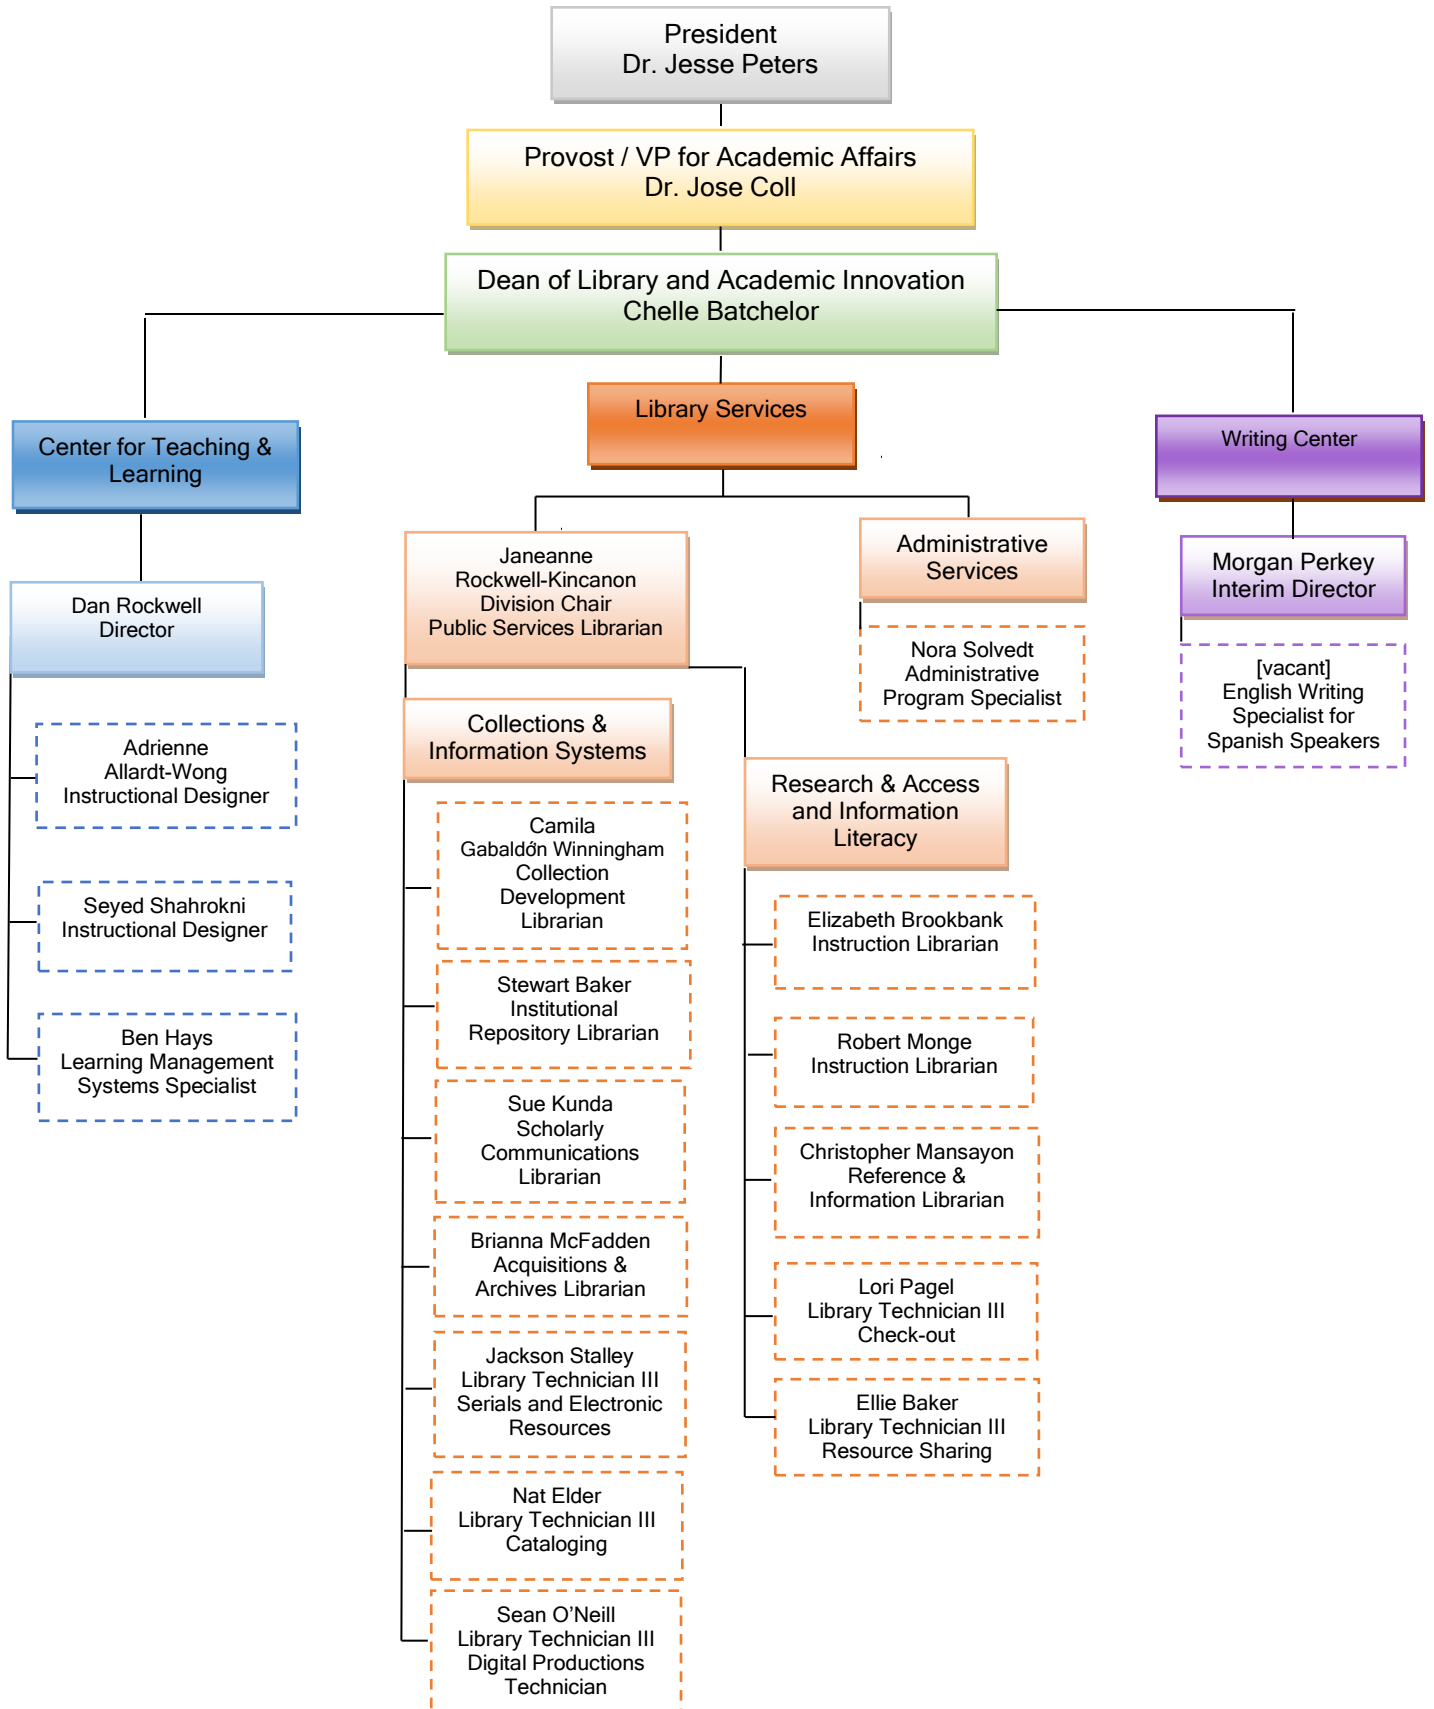 President
Dr. Jesse Peters
Provost / VP for Academic Affairs
Dr. Jose Coll
Dean of Library and Academic Innovation
Chelle Batchelor
Center for Teaching &
Learning
Dan Rockwell
Director
Adrienne
Allardt-Wong
Instructional Designer
Seyed Shahrokni
Instructional Designer
Ben Hays
Learning Management
Systems Specialist
Library Services
Janeanne
Rockwell-Kincanon
Division Chair
Public Services Librarian
Collections &
Information Systems
Camila
Gabaldón Winningham
Collection
Development
Librarian
Stewart Baker
Institutional
Repository Librarian
Sue Kunda
Scholarly
Communications
Librarian
Brianna McFadden
Acquisitions &
Archives Librarian
Jackson Stalley
Library Technician III
Serials and Electronic
Resources
Nat Elder
Library Technician III
Cataloging
Sean O’Neill
Library Technician III
Digital Productions
Technician
Research & Access
and Information
Literacy
Elizabeth Brookbank
Instruction Librarian
Robert Monge
Instruction Librarian
Christopher Mansayon
Reference &
Information Librarian
Lori Pagel
Library Technician III
Check-out
Ellie Baker
Library Technician III
Resource Sharing
Administrative
Services
Nora Solvedt
Administrative
Program Specialist
Writing Center
Morgan Perkey
Interim Director
[vacant]
English Writing
Specialist for
Spanish Speakers